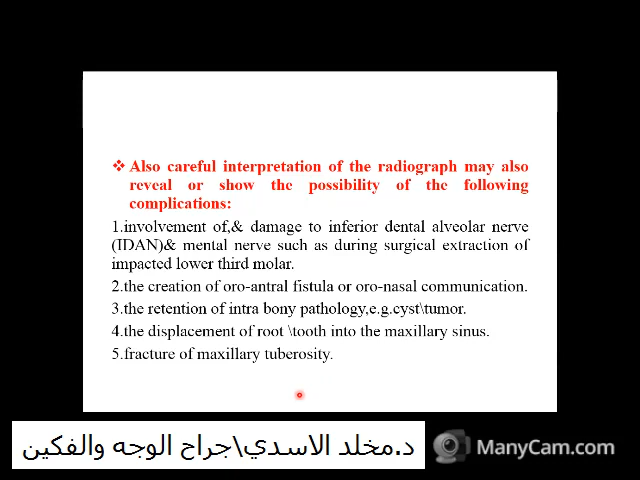 ❖ Also careful interpretation of the radiograph may also
reveal or show the possibility of the following
complications:
1.involvement of,& damage to inferior dental alveolar nerve
(IDAN)& mental nerve such as during surgical extraction of
impacted lower third molar.
2.the creation of oro-antral fistula or oro-nasal communication.
3.the retention of intra bony pathology,e.g.cyst\tumor.
4.the displacement of root \tooth into the maxillary sinus.
5.fracture of maxillary tuberosity.
د.مخلد الاسدي\جراح الوجه والفكين
ManyCam.com